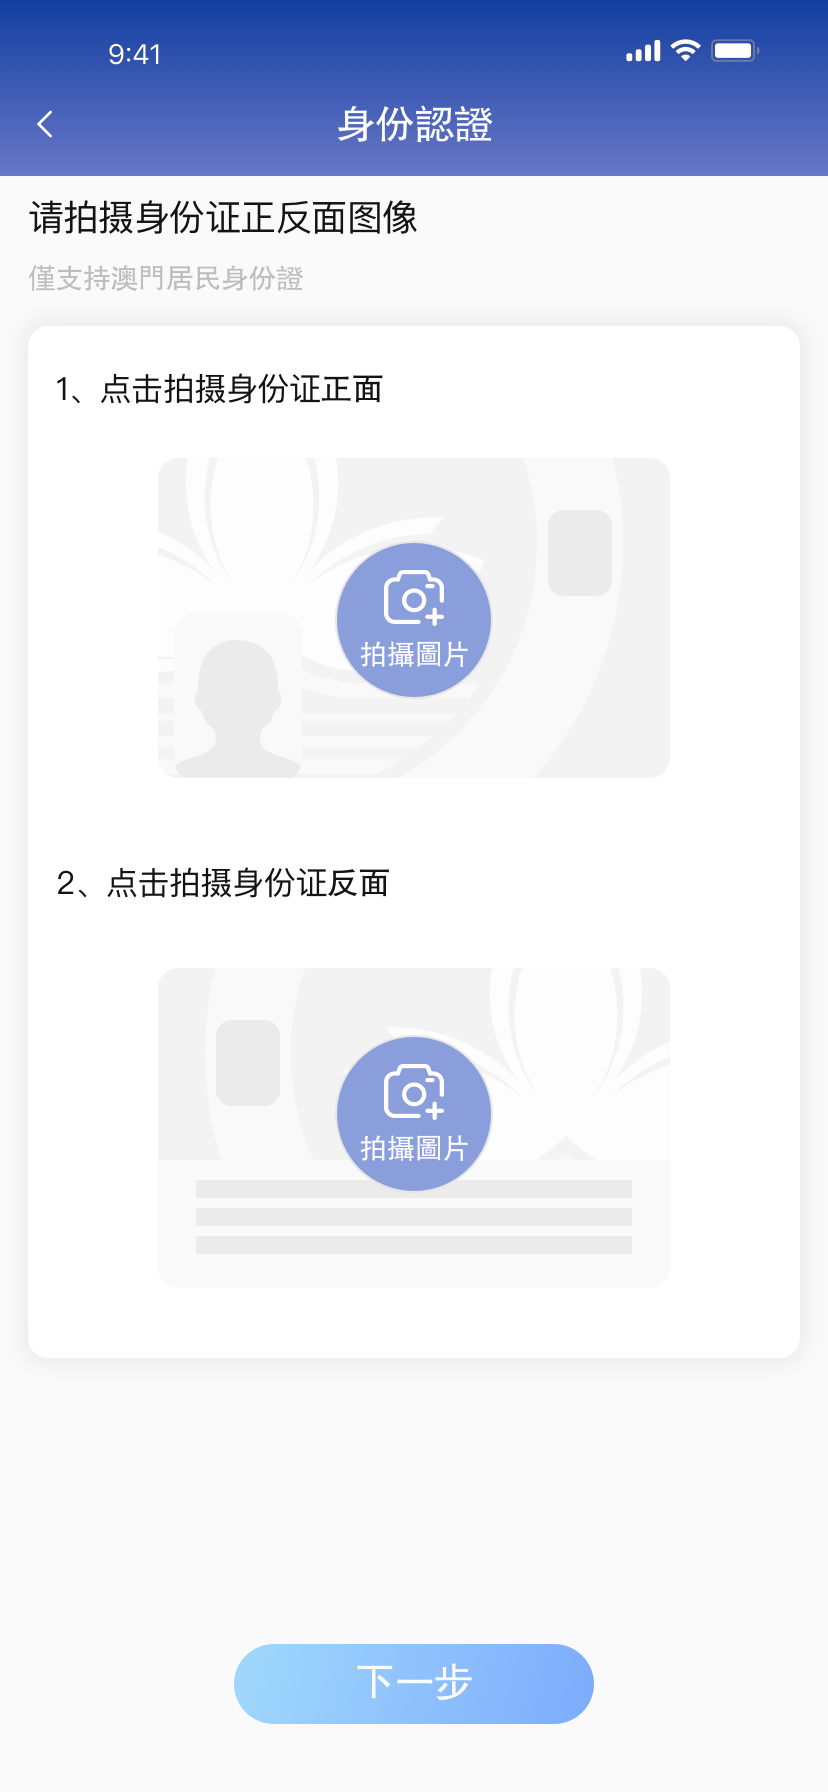 9:41
身份認證
请拍摄身份证正反面图像
僅支持澳門居民身份證
1、点击拍摄身份证正面
拍攝圖片
2、点击拍摄身份证反面
拍攝圖片
下一步